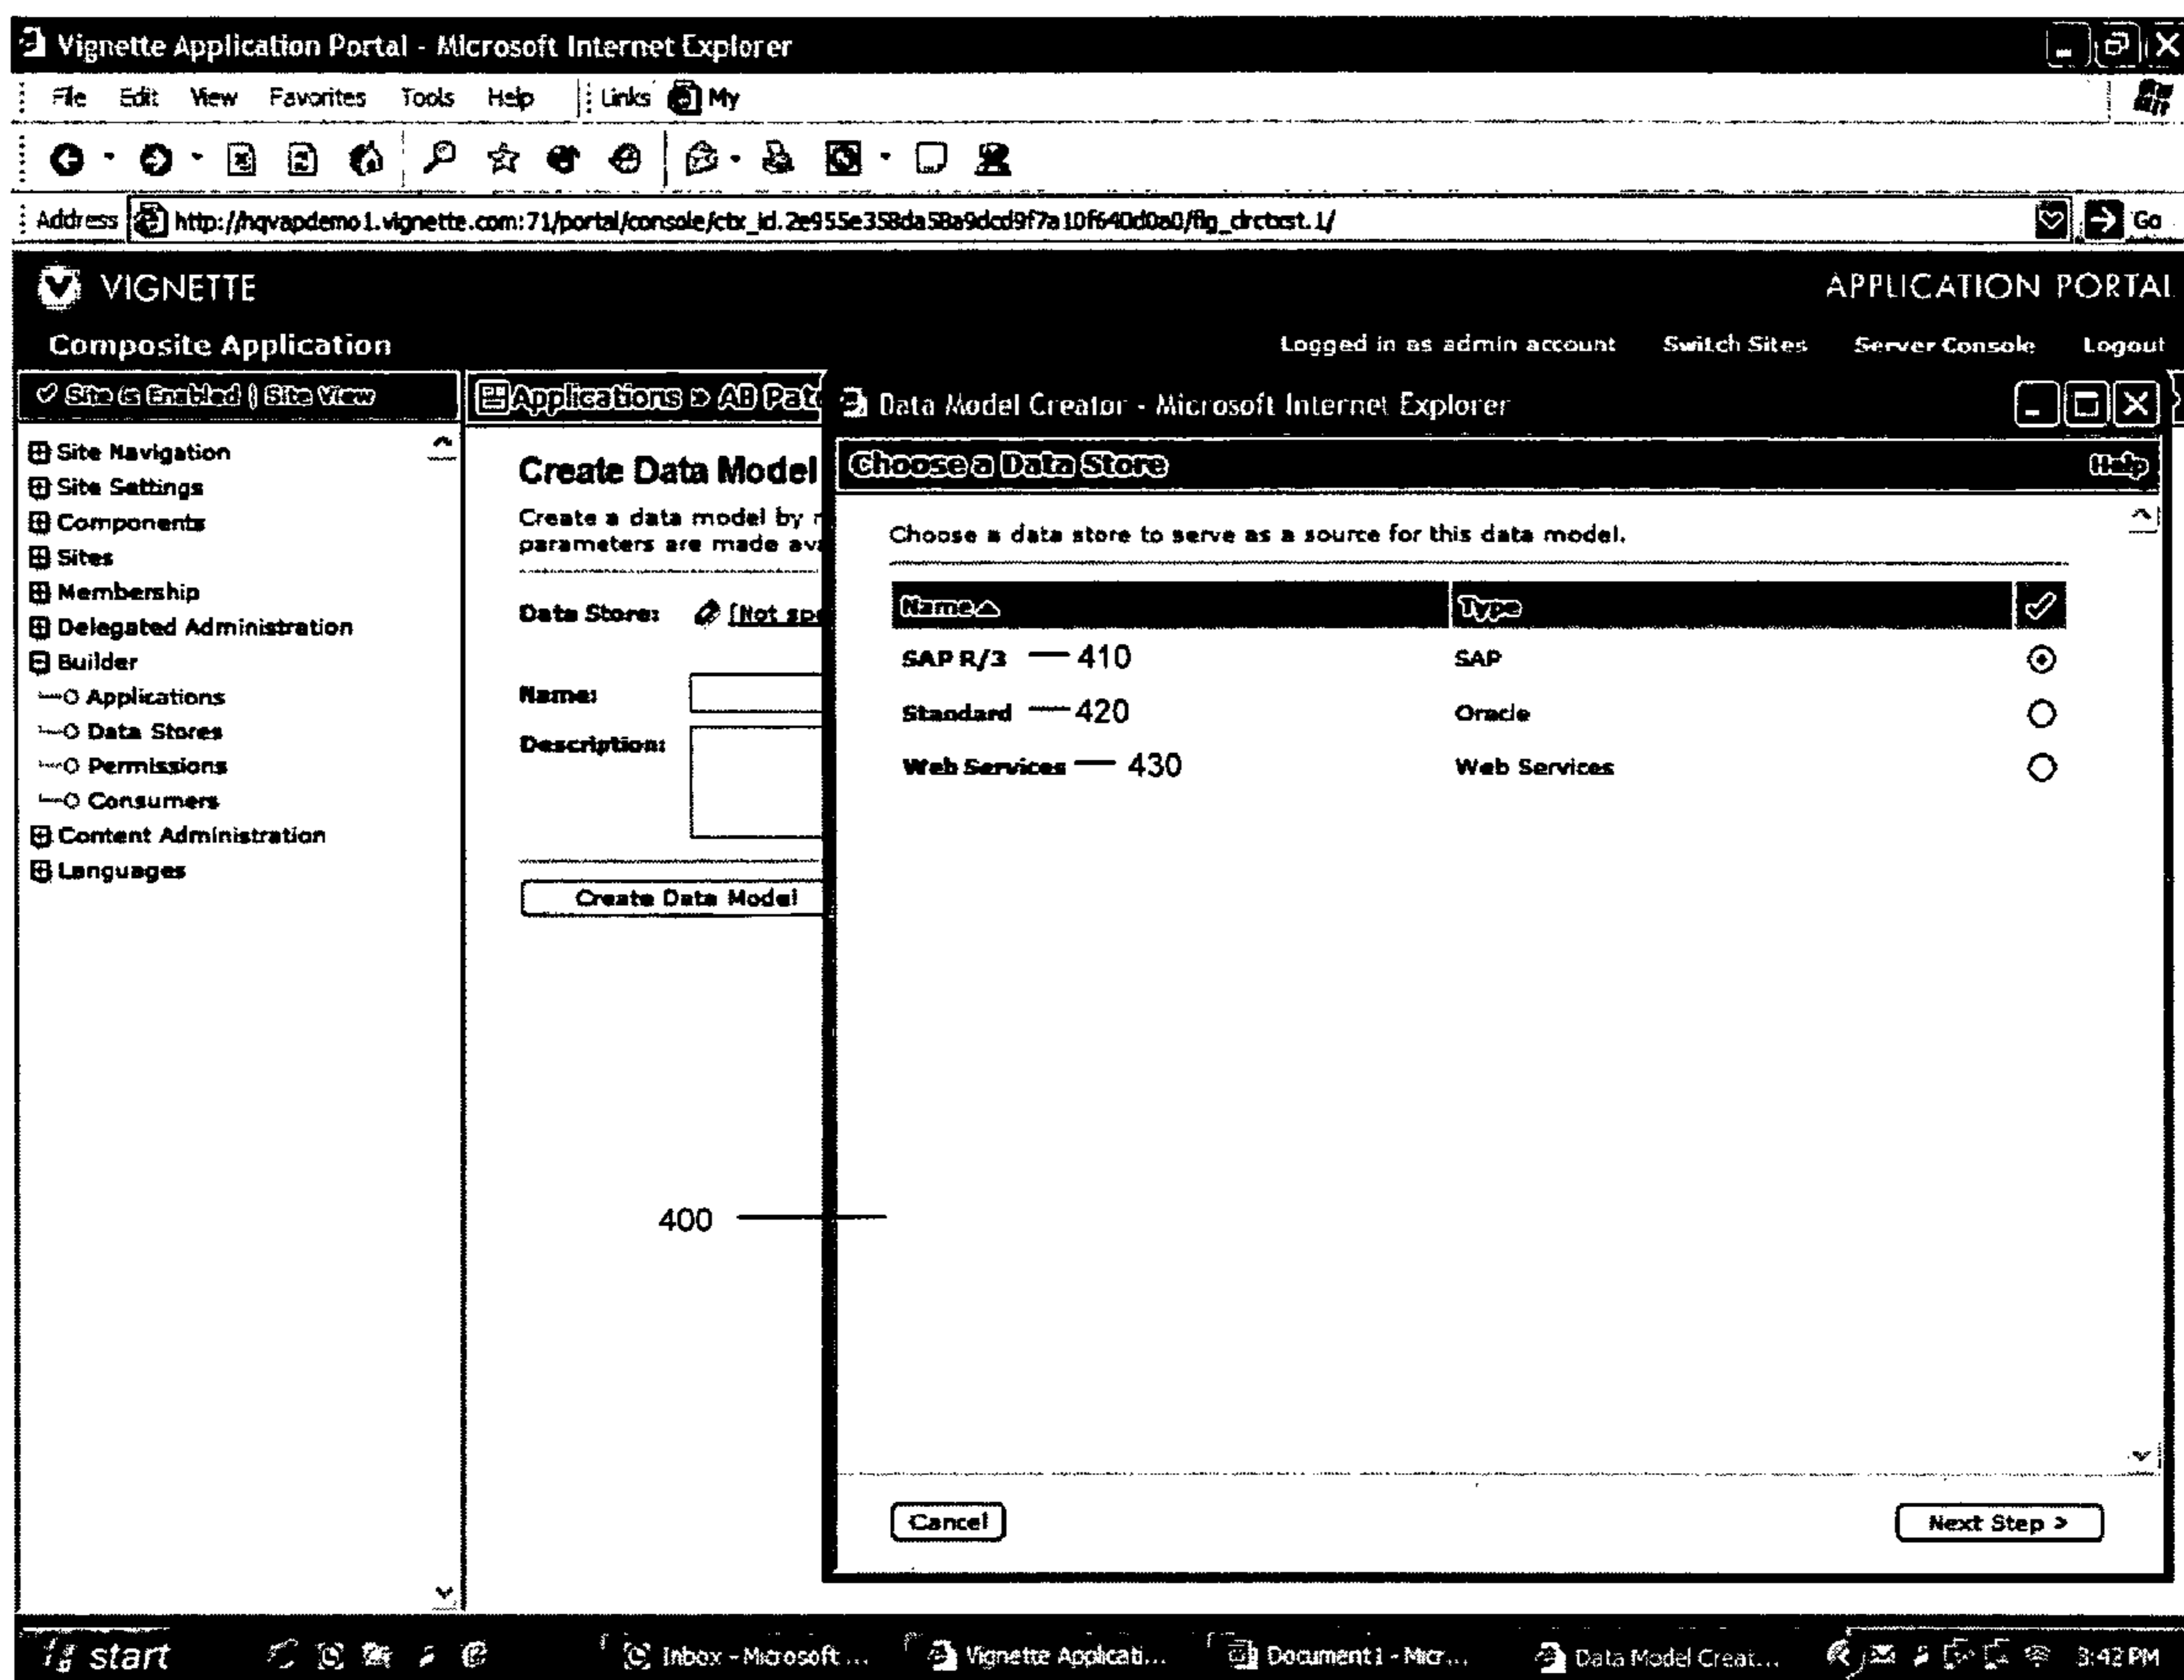 Vignette Application Portal - Microsoft Internet Explorer
File Edit View Favorites Tools Help Links My
Address http://hqvapdemo1.vignette.com:71/portal/console/ctx_id.2e955e358da58a9dcd9f7a10f640d0a0/flg_clrctxst.1/ Go
VIGNETTE APPLICATION PORTAL
Composite Application Logged in as admin account Switch Sites Server Console Logout
Site is Enabled | Site View
Site Navigation
Site Settings
Components
Sites
Membership
Delegated Administration
Builder
Applications
Data Stores
Permissions
Consumers
Content Administration
Languages
Applications » AB Pat
Create Data Model
Create a data model by
parameters are made ava
Data Store: [Not spe
Name:
Description:
Create Data Model
400
Data Model Creator - Microsoft Internet Explorer
Choose a Data Store Help
Choose a data store to serve as a source for this data model.
Name Type
SAP R/3 410 SAP
Standard 420 Oracle
Web Services 430 Web Services
Cancel Next Step >
start Inbox - Microsoft ... Vignette Applicati... Document1 - Micr... Data Model Creat... 3:42 PM